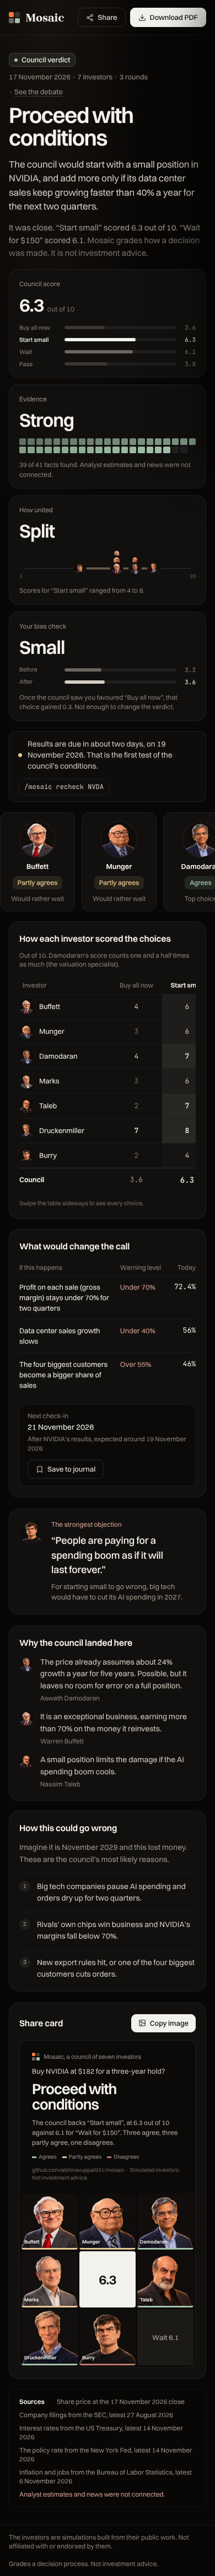 Mosaic
Share
Download PDF
Council verdict
17 November 2026 · 7 investors · 3 rounds
· See the debate
Proceed with
conditions
The council would start with a small position in
NVIDIA, and add more only if its data center
sales keep growing faster than 40% a year for
the next two quarters.
It was close. “Start small” scored 6.3 out of 10. “Wait
for $150” scored 6.1. Mosaic grades how a decision
was made. It is not investment advice.
Council score
6.3 out of 10
Buy all now 3.6
Start small 6.3
Wait 6.1
Pass 3.8
Evidence
Strong
39 of 41 facts found. Analyst estimates and news were not
connected.
How united
Split
1 10
Scores for “Start small” ranged from 4 to 8.
Your bias check
Small
Before 3.3
After 3.6
Once the council saw you favoured “Buy all now”, that
choice gained 0.3. Not enough to change the verdict.
Results are due in about two days, on 19
November 2026. That is the first test of the
council's conditions.
/mosaic recheck NVDA
Buffett
Partly agrees
Would rather wait
Munger
Partly agrees
Would rather wait
Damodara
Agrees
Top choic
How each investor scored the choices
Out of 10. Damodaran's score counts one and a half times
as much (the valuation specialist).
Investor Buy all now Start sm
Buffett 4 6
Munger 3 6
Damodaran 4 7
Marks 3 6
Taleb 2 7
Druckenmiller 7 8
Burry 2 4
Council 3.6 6.3
Swipe the table sideways to see every choice.
What would change the call
If this happens Warning level Today
Profit on each sale (gross
margin) stays under 70% for
two quarters
Under 70% 72.4%
Data center sales growth
slows
Under 40% 56%
The four biggest customers
become a bigger share of
sales
Over 55% 46%
Next check-in
21 November 2026
After NVIDIA's results, expected around 19 November
2026
Save to journal
The strongest objection
“People are paying for a
spending boom as if it will
last forever.”
For starting small to go wrong, big tech
would have to cut its AI spending in 2027.
Why the council landed here
The price already assumes about 24%
growth a year for five years. Possible, but it
leaves no room for error on a full position.
Aswath Damodaran
It is an exceptional business, earning more
than 70% on the money it reinvests.
Warren Buffett
A small position limits the damage if the AI
spending boom cools.
Nassim Taleb
How this could go wrong
Imagine it is November 2029 and this lost money.
These are the council's most likely reasons.
1 Big tech companies pause AI spending and
orders dry up for two quarters.
2 Rivals' own chips win business and NVIDIA's
margins fall below 70%.
3 New export rules hit, or one of the four biggest
customers cuts orders.
Share card
Copy image
Mosaic, a council of seven investors
Buy NVIDIA at $182 for a three-year hold?
Proceed with
conditions
The council backs “Start small”, at 6.3 out of 10
against 6.1 for “Wait for $150”. Three agree, three
partly agree, one disagrees.
Agrees Partly agrees Disagrees
Not investment advice.
Buffett
Munger
Damodaran
Marks
6.3
Taleb
Druckenmiller
Burry
Wait 6.1
Sources Share price at the 17 November 2026 close
Company filings from the SEC, latest 27 August 2026
Interest rates from the US Treasury, latest 14 November
2026
The policy rate from the New York Fed, latest 14 November
2026
Inflation and jobs from the Bureau of Labor Statistics, latest
6 November 2026
Analyst estimates and news were not connected.
The investors are simulations built from their public work. Not
affiliated with or endorsed by them.
Grades a decision process. Not investment advice.